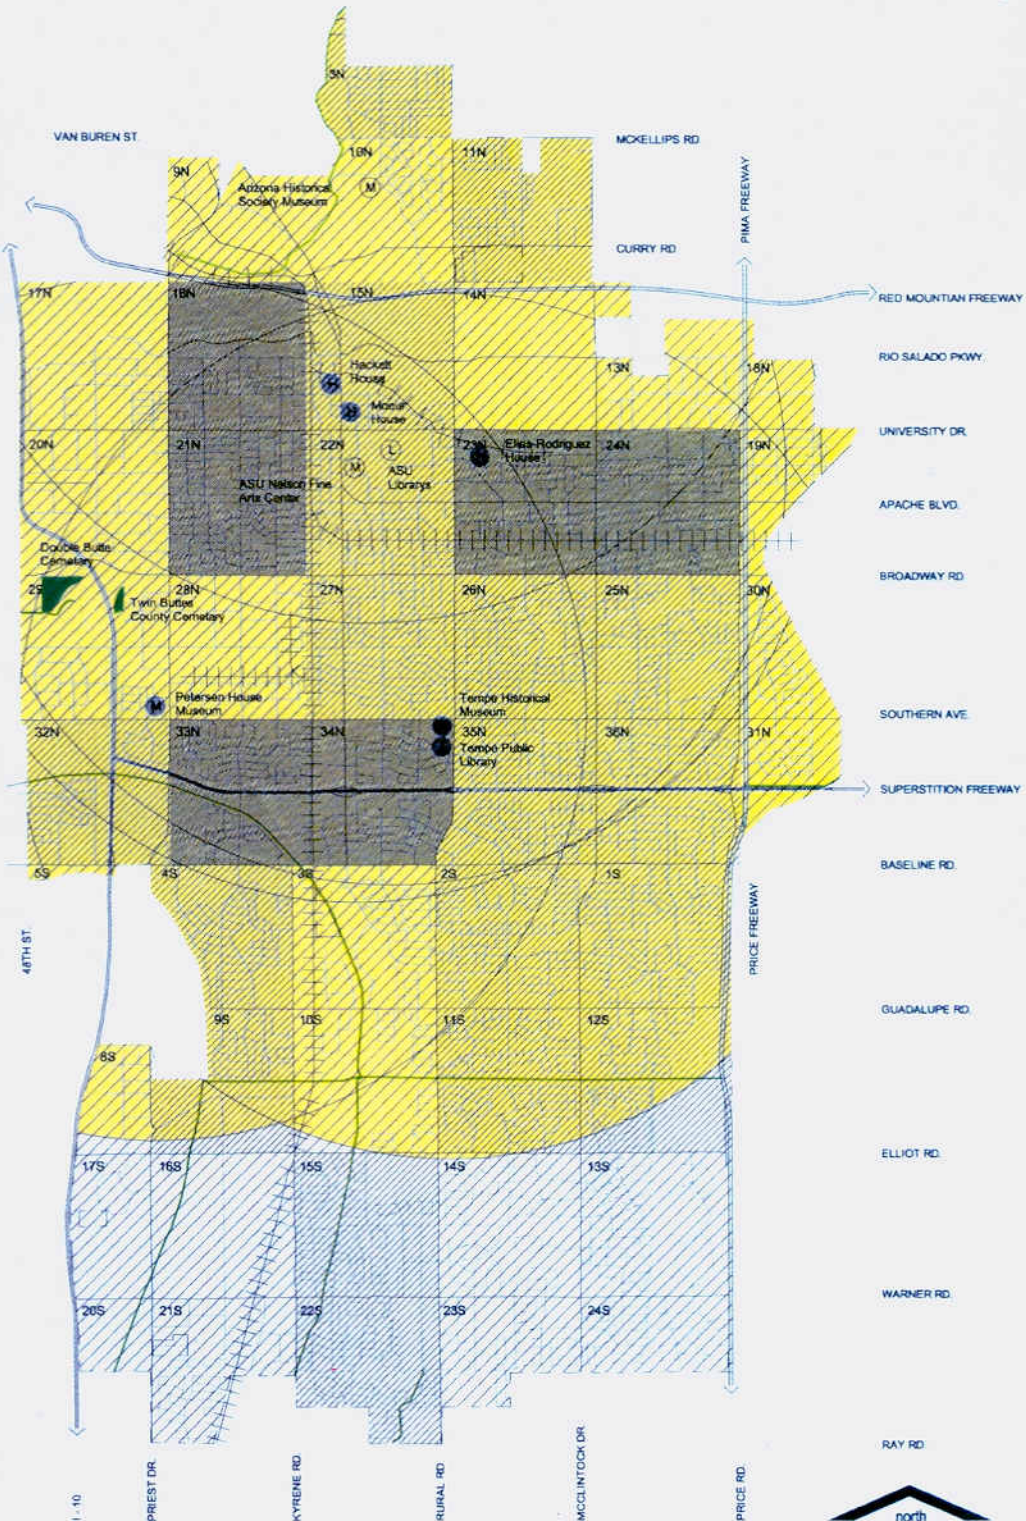 3N
VAN BUREN ST.
MCKELLIPS RD
10N
11N
9N
Arizona Historical
Society Museum
M
PIMA FREEWAY
CURRY RD
17N
18N
15N
14N
RED MOUNTIAN FREEWAY
RIO SALADO PKWY.
Hackett
House
H
13N
18N
Moeur
House
H
UNIVERSITY DR.
20N
21N
22N
23N
Elias-Rodriguez
House
24N
19N
L
ASU
Librarys
M
ASU Nelson Fine
Arts Center
APACHE BLVD.
Double Butte
Cemetary
BROADWAY RD
29
28N
27N
26N
25N
30N
Twin Buttes
County Cemetary
M
Petersen House
Museum
Tempe Historical
Museum
SOUTHERN AVE.
32N
33N
34N
35N
36N
31N
Tempe Public
Library
SUPERSTITION FREEWAY
BASELINE RD.
5S
4S
3S
2S
1S
48TH ST.
PRICE FREEWAY
GUADALUPE RD.
9S
10S
11S
12S
8S
ELLIOT RD.
17S
16S
15S
14S
13S
WARNER RD.
20S
21S
22S
23S
24S
RAY RD
I - 10
PRIEST DR.
KYRENE RD.
RURAL RD
MCCLINTOCK DR.
PRICE RD.
north